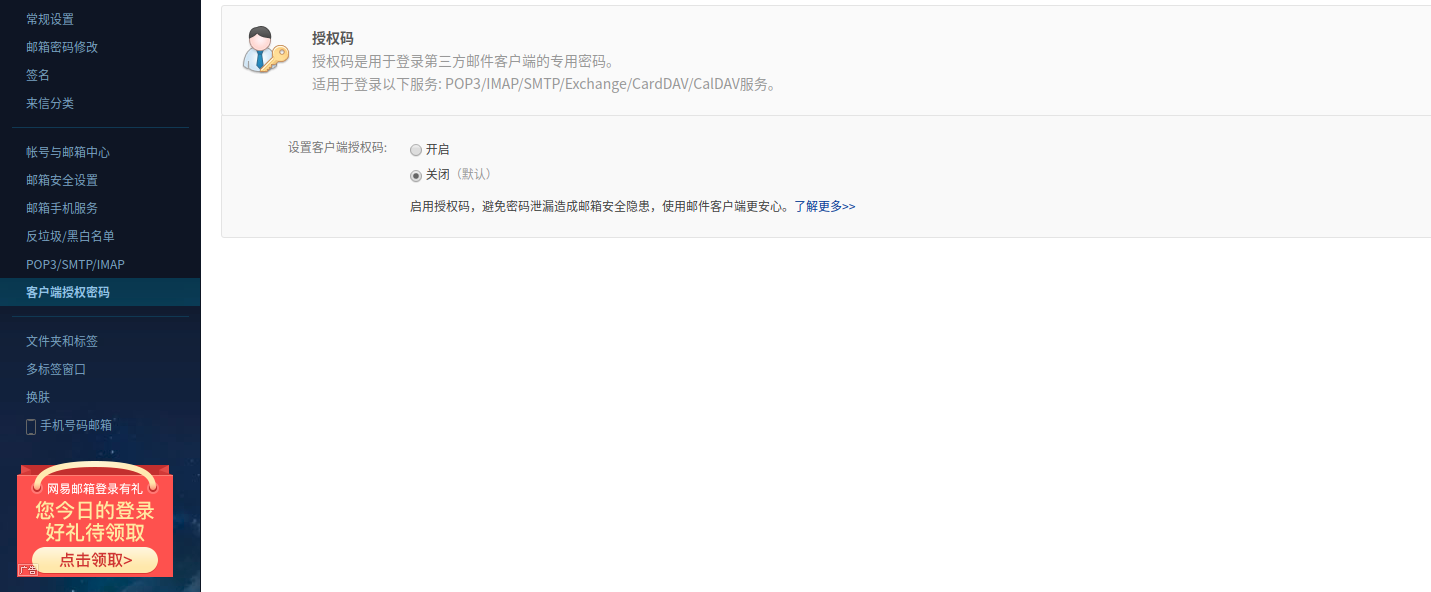 常规设置
邮箱密码修改
签名
来信分类
帐号与邮箱中心
邮箱安全设置
邮箱手机服务
反垃圾/黑白名单
POP3/SMTP/IMAP
客户端授权密码
文件夹和标签
多标签窗口
换肤
手机号码邮箱
网易邮箱登录有礼
您今日的登录
好礼待领取
点击领取>
广告
授权码
授权码是用于登录第三方邮件客户端的专用密码。
适用于登录以下服务: POP3/IMAP/SMTP/Exchange/CardDAV/CalDAV服务。
设置客户端授权码: 开启
关闭（默认）
启用授权码，避免密码泄漏造成邮箱安全隐患，使用邮件客户端更安心。了解更多>>